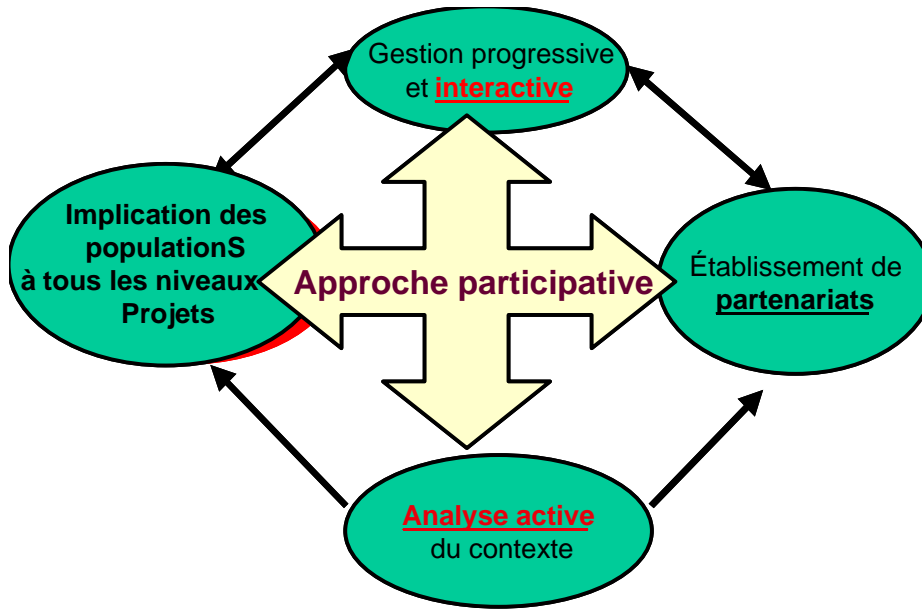 Gestion progressive
et interactive
Implication des
populationS
à tous les niveaux
Projets
Approche participative
Établissement de
partenariats
Analyse active
du contexte